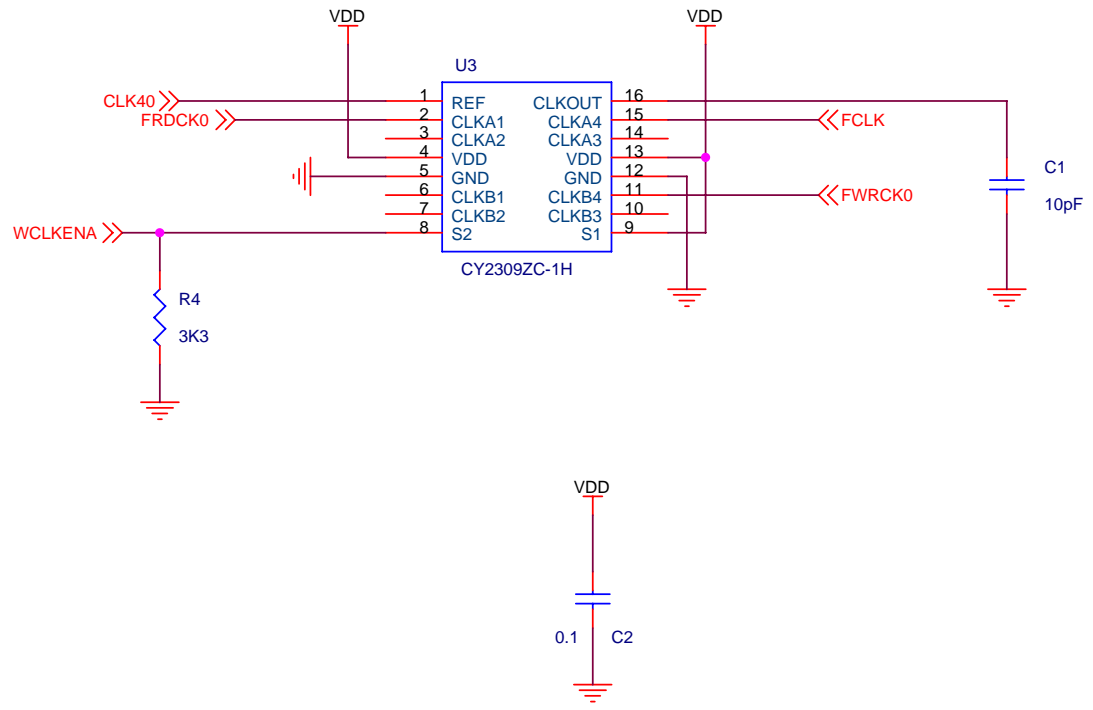 VDD
VDD
U3
CLK40
1
REF
CLKOUT
16
FRDCK0
2
CLKA1
CLKA4
15
FCLK
3
CLKA2
CLKA3
14
4
VDD
VDD
13
5
GND
GND
12
6
CLKB1
CLKB4
11
FWRCK0
7
CLKB2
CLKB3
10
WCLKENA
8
S2
S1
9
CY2309ZC-1H
C1
10pF
R4
3K3
VDD
0.1
C2